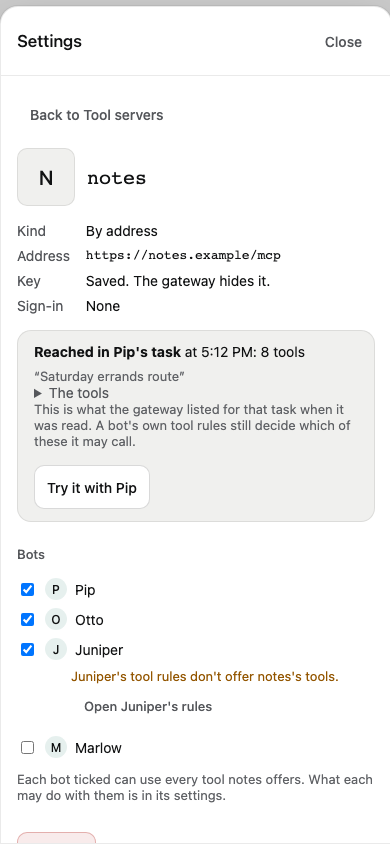 Settings
Close
Back to Tool servers
N
notes
Kind By address
Address https://notes.example/mcp
Key Saved. The gateway hides it.
Sign-in None
Reached in Pip's task at 5:12 PM: 8 tools
“Saturday errands route”
The tools
This is what the gateway listed for that task when it
was read. A bot's own tool rules still decide which of
these it may call.
Try it with Pip
Bots
P Pip
O Otto
J Juniper
Juniper's tool rules don't offer notes's tools.
Open Juniper's rules
M Marlow
Each bot ticked can use every tool notes offers. What each
may do with them is in its settings.